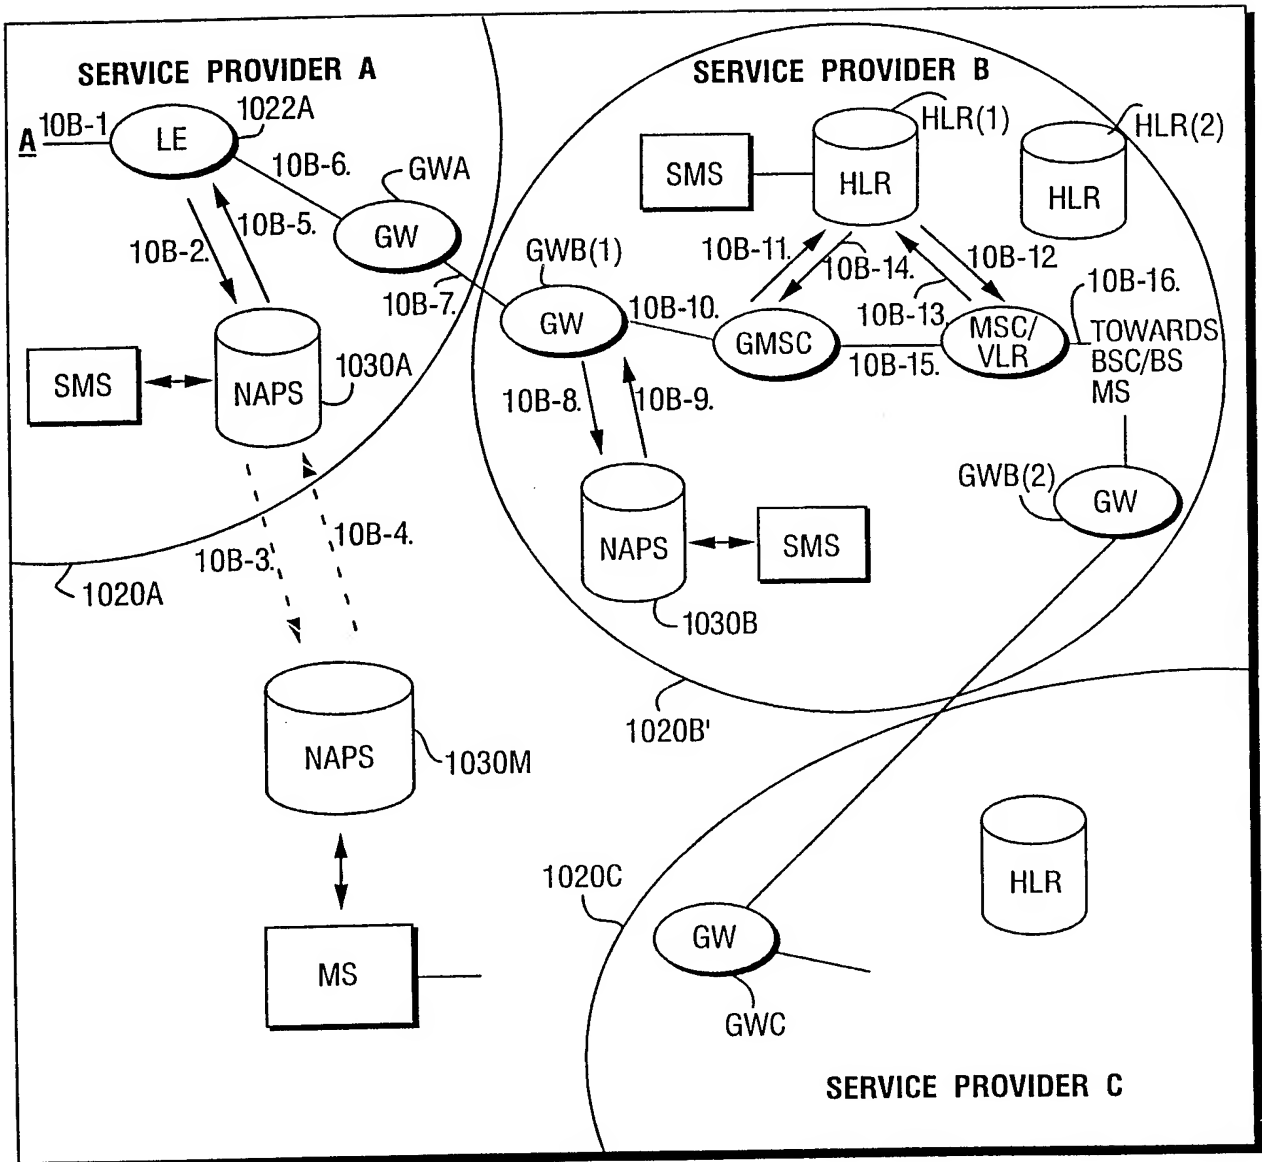 SERVICE PROVIDER A
SERVICE PROVIDER B
A
10B-1
LE
1022A
10B-6.
GWA
GW
10B-2.
10B-5.
10B-7.
SMS
NAPS
1030A
10B-3.
10B-4.
1020A
NAPS
1030M
MS
HLR(1)
HLR(2)
SMS
HLR
HLR
GWB(1)
GW
10B-10.
10B-11.
10B-14.
10B-12
10B-13.
10B-16.
GMSC
10B-15.
MSC/
VLR
TOWARDS
BSC/BS
MS
10B-8.
10B-9.
GWB(2)
GW
NAPS
SMS
1030B
1020B'
1020C
GW
GWC
HLR
SERVICE PROVIDER C